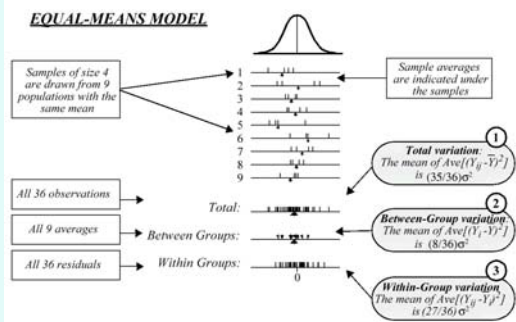 EQUAL-MEANS MODEL
Samples of size 4
are drawn from 9
populations with the
same mean
1
2
3
4
5
6
7
8
9
Sample averages
are indicated under
the samples
1
Total variation:
The mean of Ave[(Y_ij -Y̅)²]
is (35/36)σ²
All 36 observations
Total:
2
Between-Group variation:
The mean of Ave[(Y̅_i -Y̅)²]
is (8/36)σ²
All 9 averages
Between Groups:
All 36 residuals
Within Groups:
0
3
Within-Group variation
The mean of Ave[(Y_ij -Y̅_i)²]
is (27/36)σ²